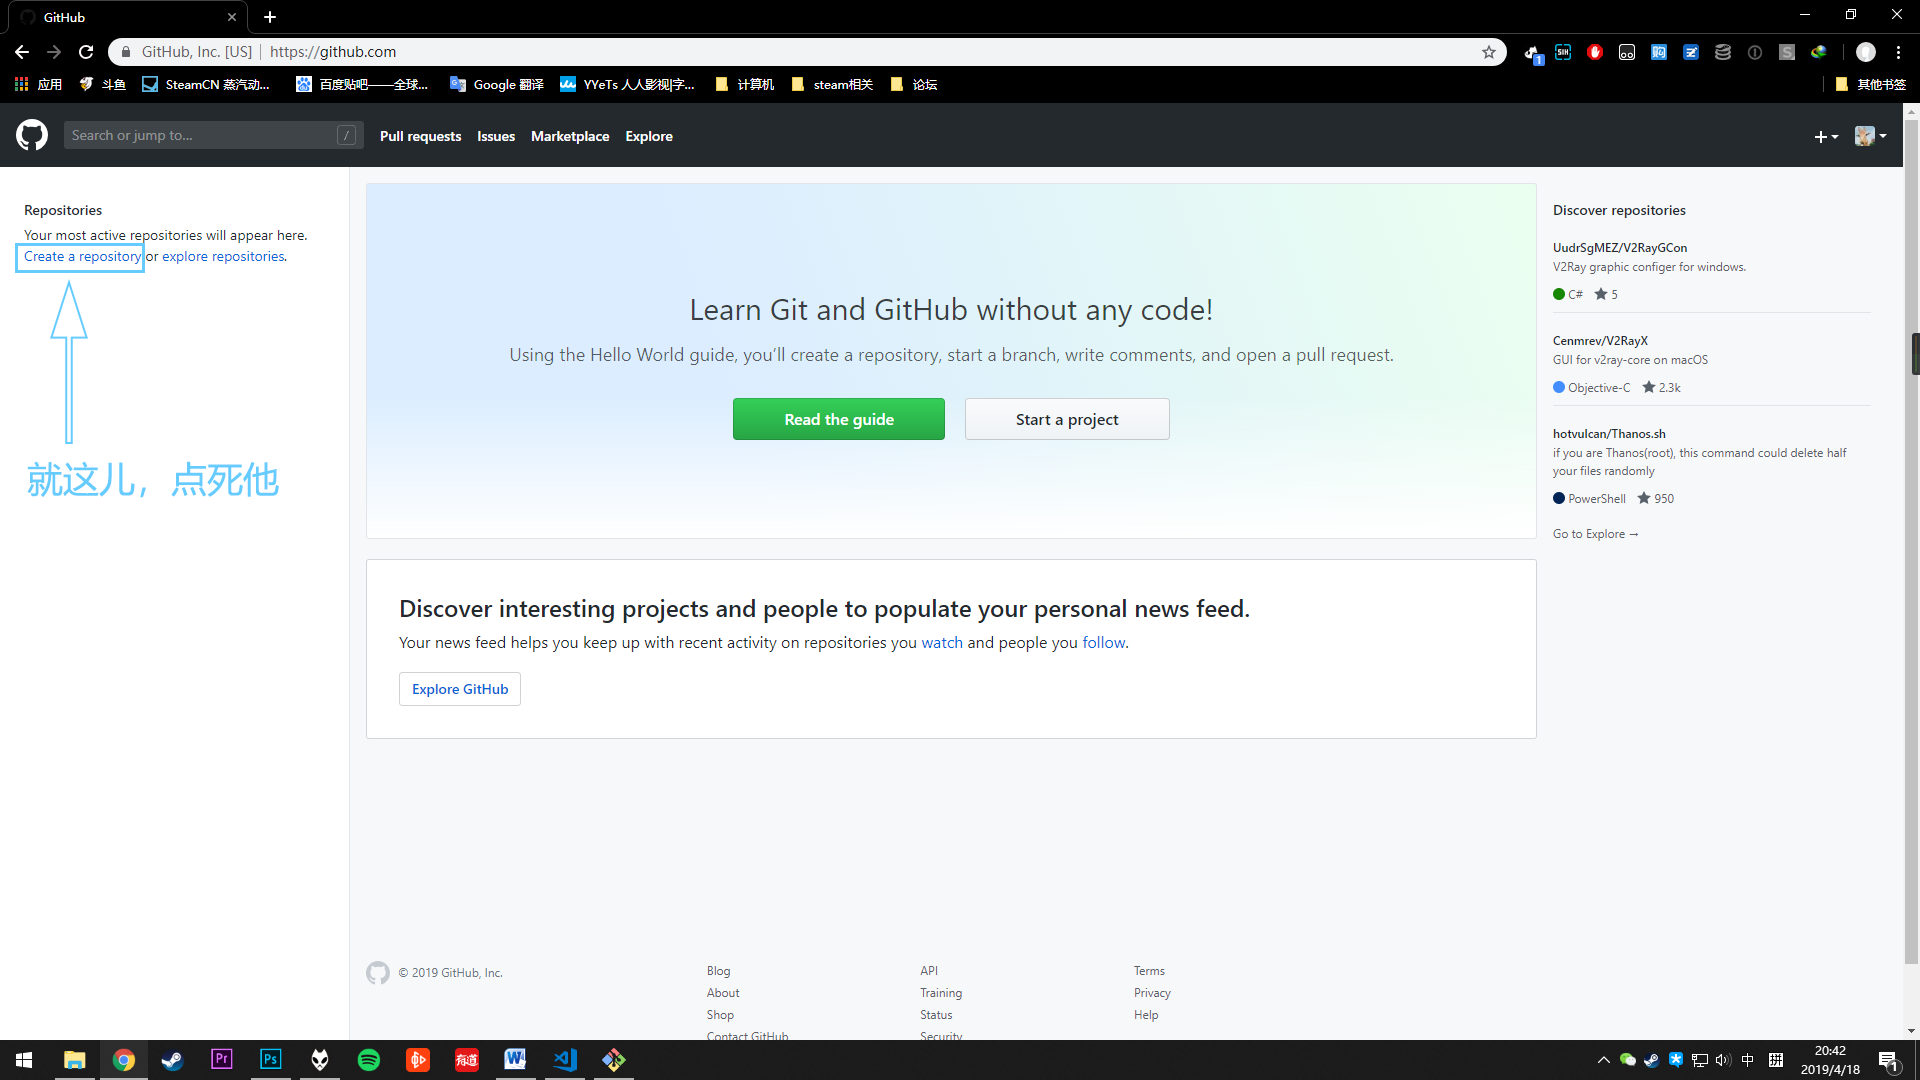 GitHub
GitHub, Inc. [US] | https://github.com
1
应用 斗鱼 SteamCN 蒸汽动... 百度贴吧——全球... Google 翻译 YYeTs 人人影视|字... 计算机 steam相关 论坛 其他书签
Search or jump to... / Pull requests Issues Marketplace Explore
Repositories
Your most active repositories will appear here.
Create a repository or explore repositories.
就这儿，点死他
Learn Git and GitHub without any code!
Using the Hello World guide, you’ll create a repository, start a branch, write comments, and open a pull request.
Read the guide Start a project
Discover interesting projects and people to populate your personal news feed.
Your news feed helps you keep up with recent activity on repositories you watch and people you follow.
Explore GitHub
Discover repositories
UudrSgMEZ/V2RayGCon
V2Ray graphic configer for windows.
C# 5
Cenmrev/V2RayX
GUI for v2ray-core on macOS
Objective-C 2.3k
hotvulcan/Thanos.sh
if you are Thanos(root), this command could delete half
your files randomly
PowerShell 950
Go to Explore →
© 2019 GitHub, Inc.
Blog API Terms
About Training Privacy
Shop Status Help
Contact GitHub Security
Pr Ps 有道 W 中 拼
20:42
2019/4/18
1